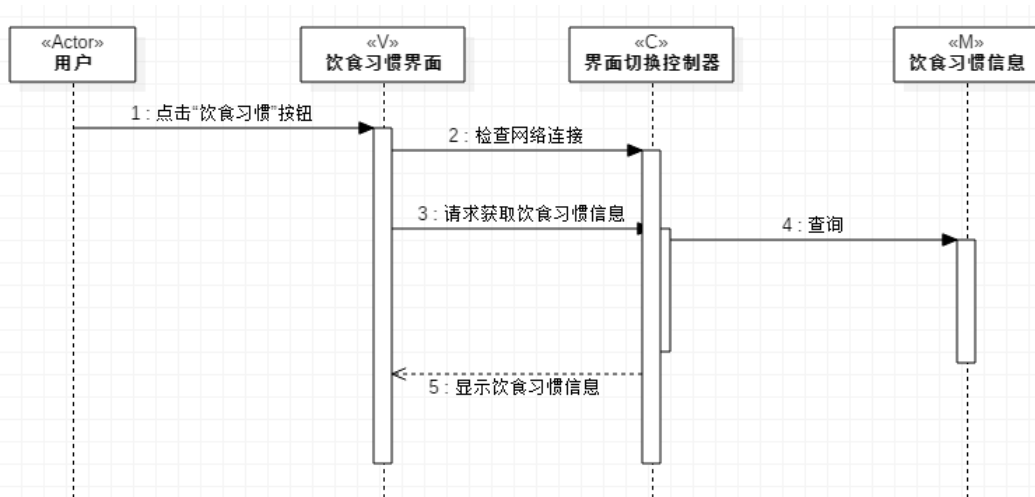 «Actor»
用户
«V»
饮食习惯界面
«C»
界面切换控制器
«M»
饮食习惯信息
1 : 点击“饮食习惯”按钮
2 : 检查网络连接
3 : 请求获取饮食习惯信息
4 : 查询
5 : 显示饮食习惯信息